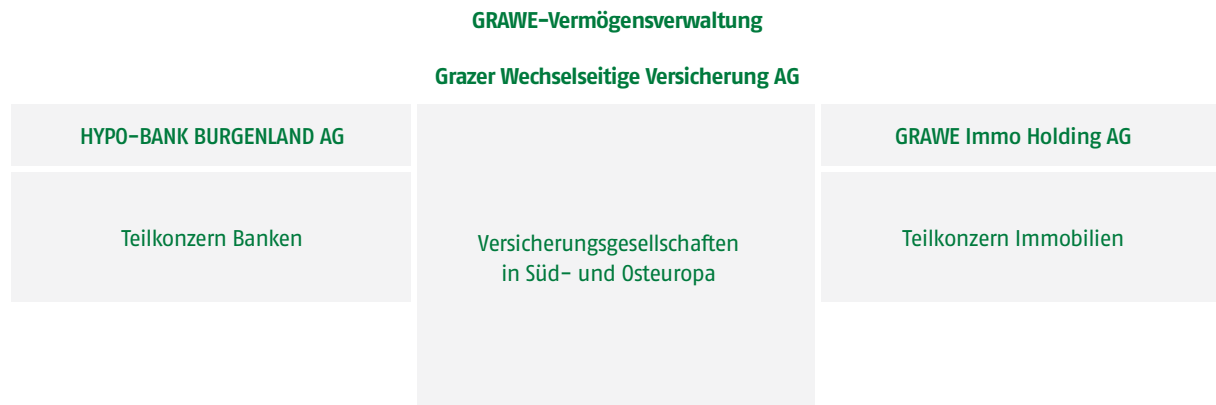 GRAWE-Vermögensverwaltung
Grazer Wechselseitige Versicherung AG
HYPO-BANK BURGENLAND AG
GRAWE Immo Holding AG
Teilkonzern Banken
Versicherungsgesellschaften
in Süd- und Osteuropa
Teilkonzern Immobilien